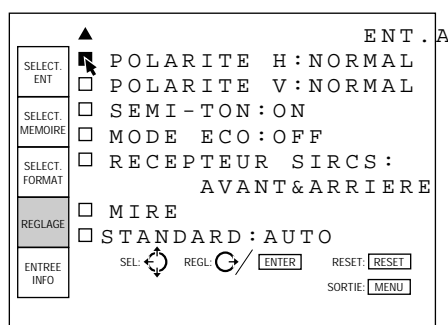 ENT.A
SELECT.
ENT
SELECT.
MEMOIRE
SELECT.
FORMAT
REGLAGE
ENTREE
INFO
POLARITE H:NORMAL
POLARITE V:NORMAL
SEMI-TON:ON
MODE ECO:OFF
RECEPTEUR SIRCS:
AVANT&ARRIERE
MIRE
STANDARD:AUTO
SEL: REGL: / ENTER RESET: RESET
SORTIE: MENU